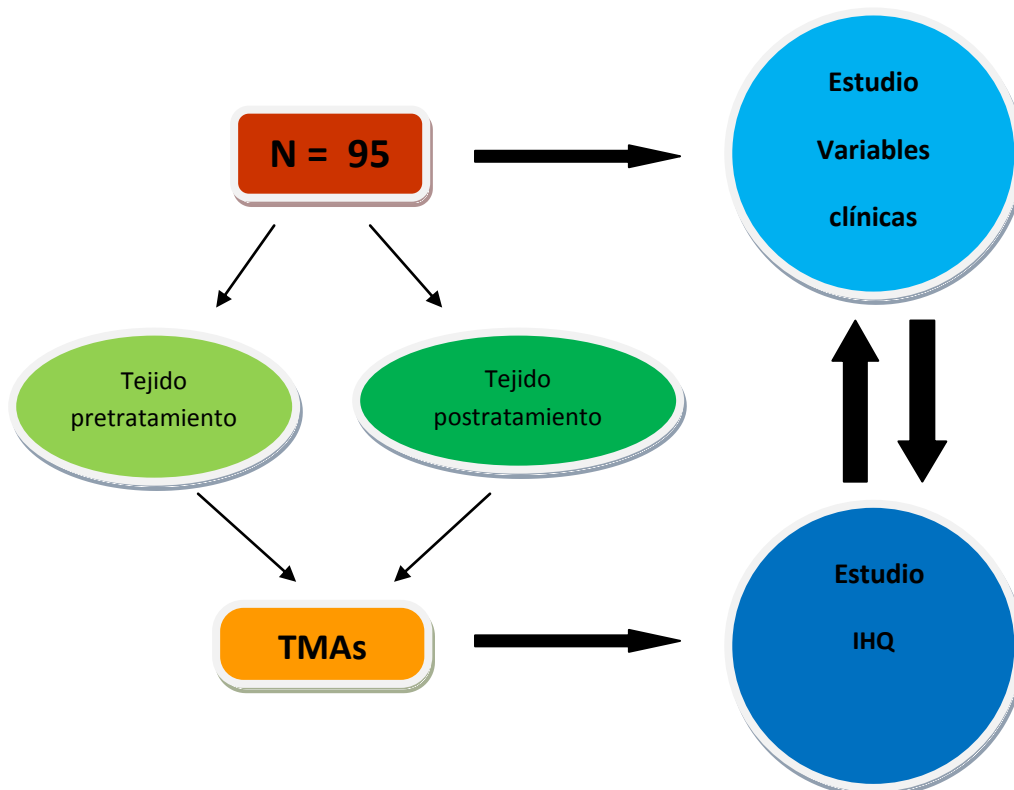 N = 95
Estudio
Variables
clínicas
Tejido
pretratamiento
Tejido
postratamiento
TMAs
Estudio
IHQ